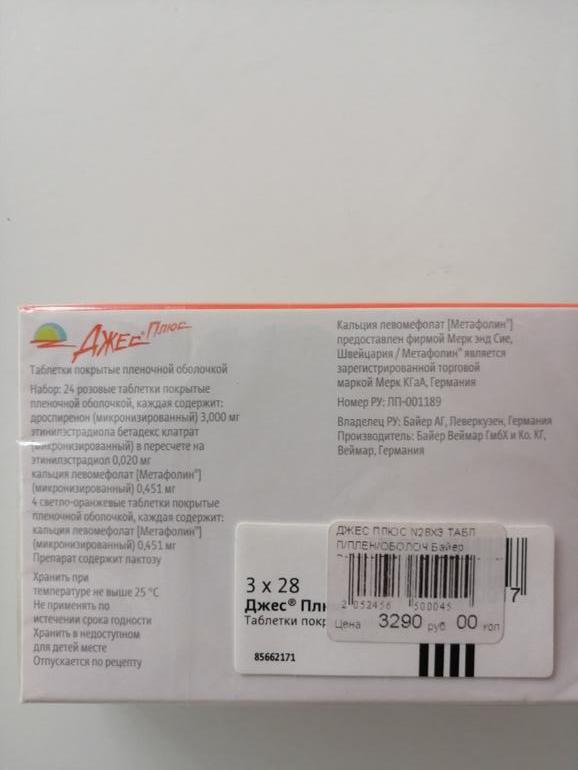 Джес® Плюс
Таблетки покрытые пленочной оболочкой
Набор: 24 розовые таблетки покрытые
пленочной оболочкой, каждая содержит:
дроспиренон (микронизированный) 3,000 мг
этинилэстрадиола бетадекс клатрат
(микронизированный) в пересчете на
этинилэстрадиол 0,020 мг
кальция левомефолат [Метафолин®]
(микронизированный) 0,451 мг
4 светло-оранжевые таблетки покрытые
пленочной оболочкой, каждая содержит:
кальция левомефолат [Метафолин®]
(микронизированный) 0,451 мг
Препарат содержит лактозу
Хранить при
температуре не выше 25 °C
Не применять по
истечении срока годности
Хранить в недоступном
для детей месте
Отпускается по рецепту
Кальция левомефолат [Метафолин®]
предоставлен фирмой Мерк энд Сие,
Швейцария / Метафолин® является
зарегистрированной торговой
маркой Мерк КГаА, Германия
Номер РУ: ЛП-001189
Владелец РУ: Байер АГ, Леверкузен, Германия
Производитель: Байер Веймар ГмбХ и Ко. КГ,
Веймар, Германия
3 x 28
Джес® Плю
Таблетки покр
85662171
7
ДЖЕС ПЛЮС N28X3 ТАБЛ
П/ПЛЕН/ОБОЛОЧ Байер
2 052456 500045
Цена 3290 руб 00 коп